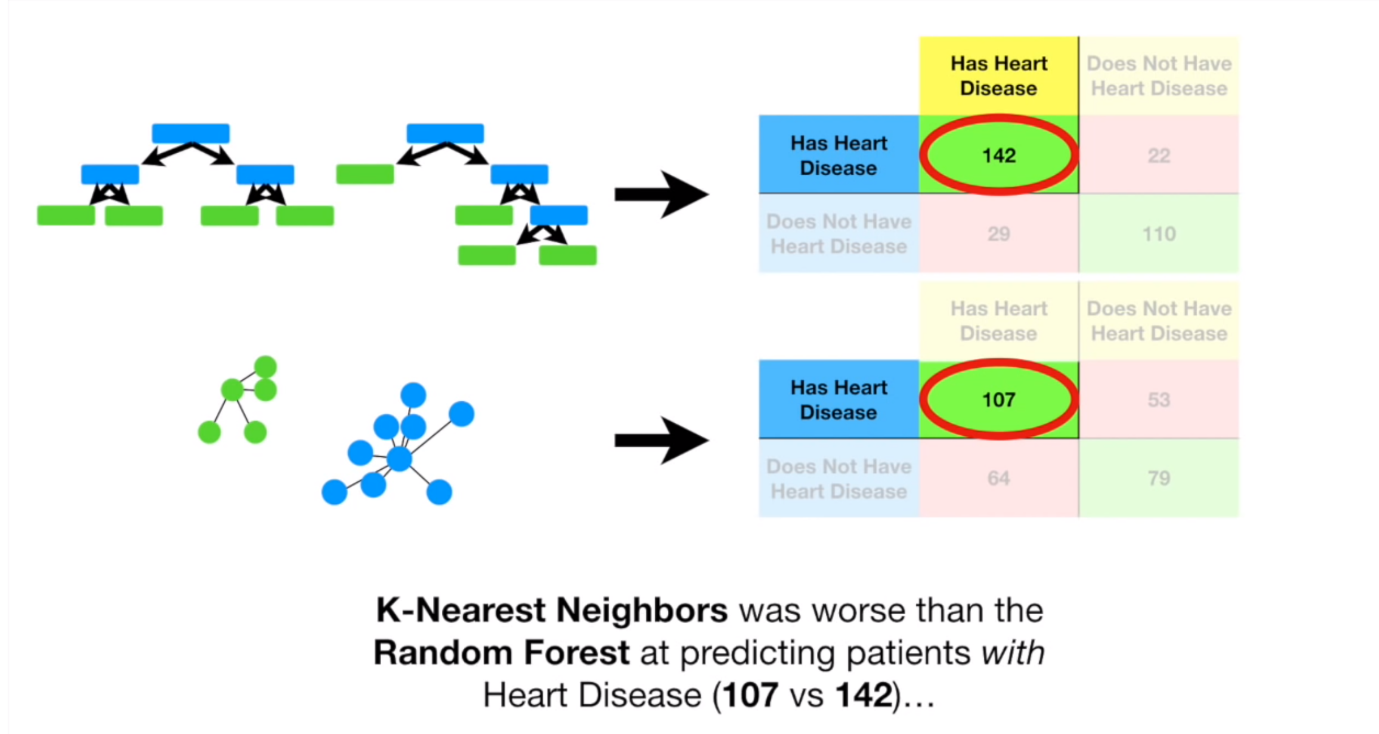 Has Heart
Disease
Does Not Have
Heart Disease
Has Heart
Disease
142
22
Does Not Have
Heart Disease
29
110
Has Heart
Disease
Does Not Have
Heart Disease
Has Heart
Disease
107
53
Does Not Have
Heart Disease
64
79
K-Nearest Neighbors was worse than the
Random Forest at predicting patients with
Heart Disease (107 vs 142)…